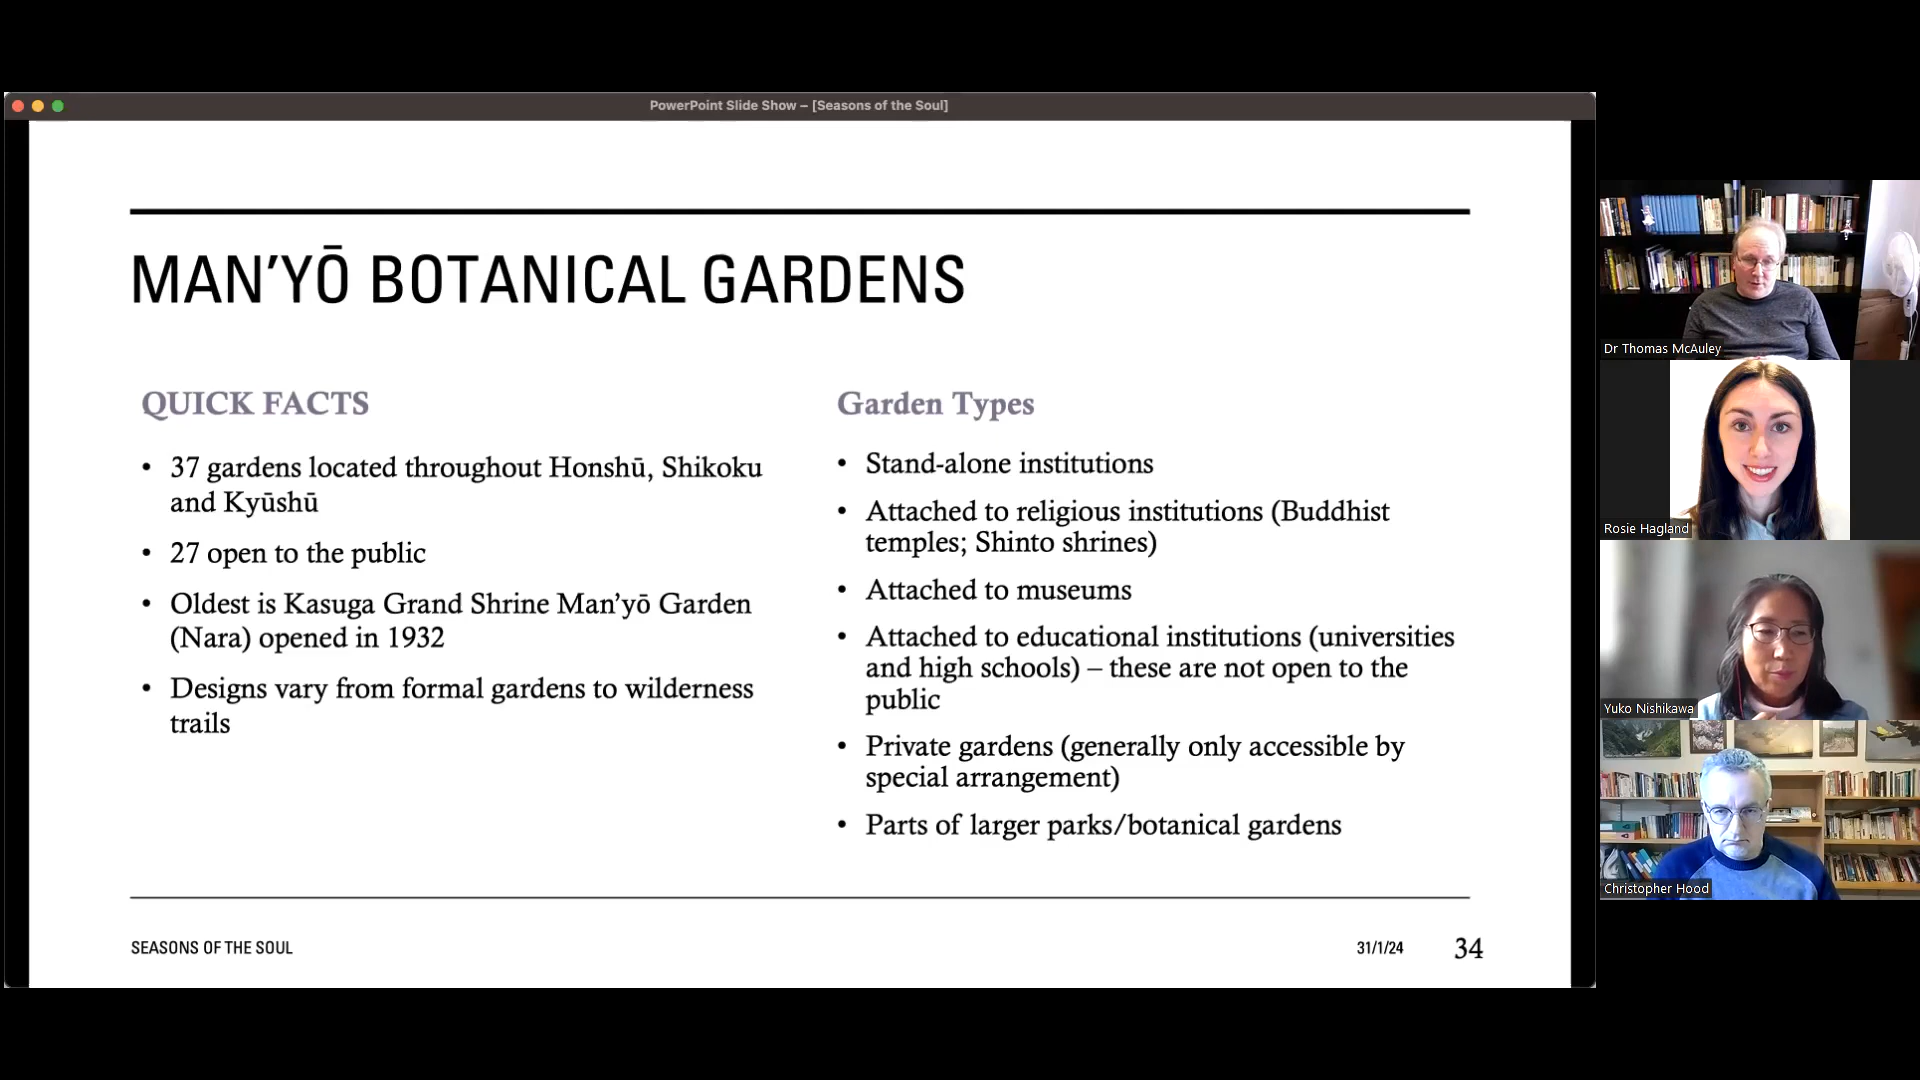 PowerPoint Slide Show – [Seasons of the Soul]
MAN’YŌ BOTANICAL GARDENS
QUICK FACTS
• 37 gardens located throughout Honshū, Shikoku
and Kyūshū
• 27 open to the public
• Oldest is Kasuga Grand Shrine Man’yō Garden
(Nara) opened in 1932
• Designs vary from formal gardens to wilderness
trails
Garden Types
• Stand-alone institutions
• Attached to religious institutions (Buddhist
temples; Shinto shrines)
• Attached to museums
• Attached to educational institutions (universities
and high schools) – these are not open to the
public
• Private gardens (generally only accessible by
special arrangement)
• Parts of larger parks/botanical gardens
SEASONS OF THE SOUL
31/1/24
34
Dr Thomas McAuley
Rosie Hagland
Yuko Nishikawa
Christopher Hood